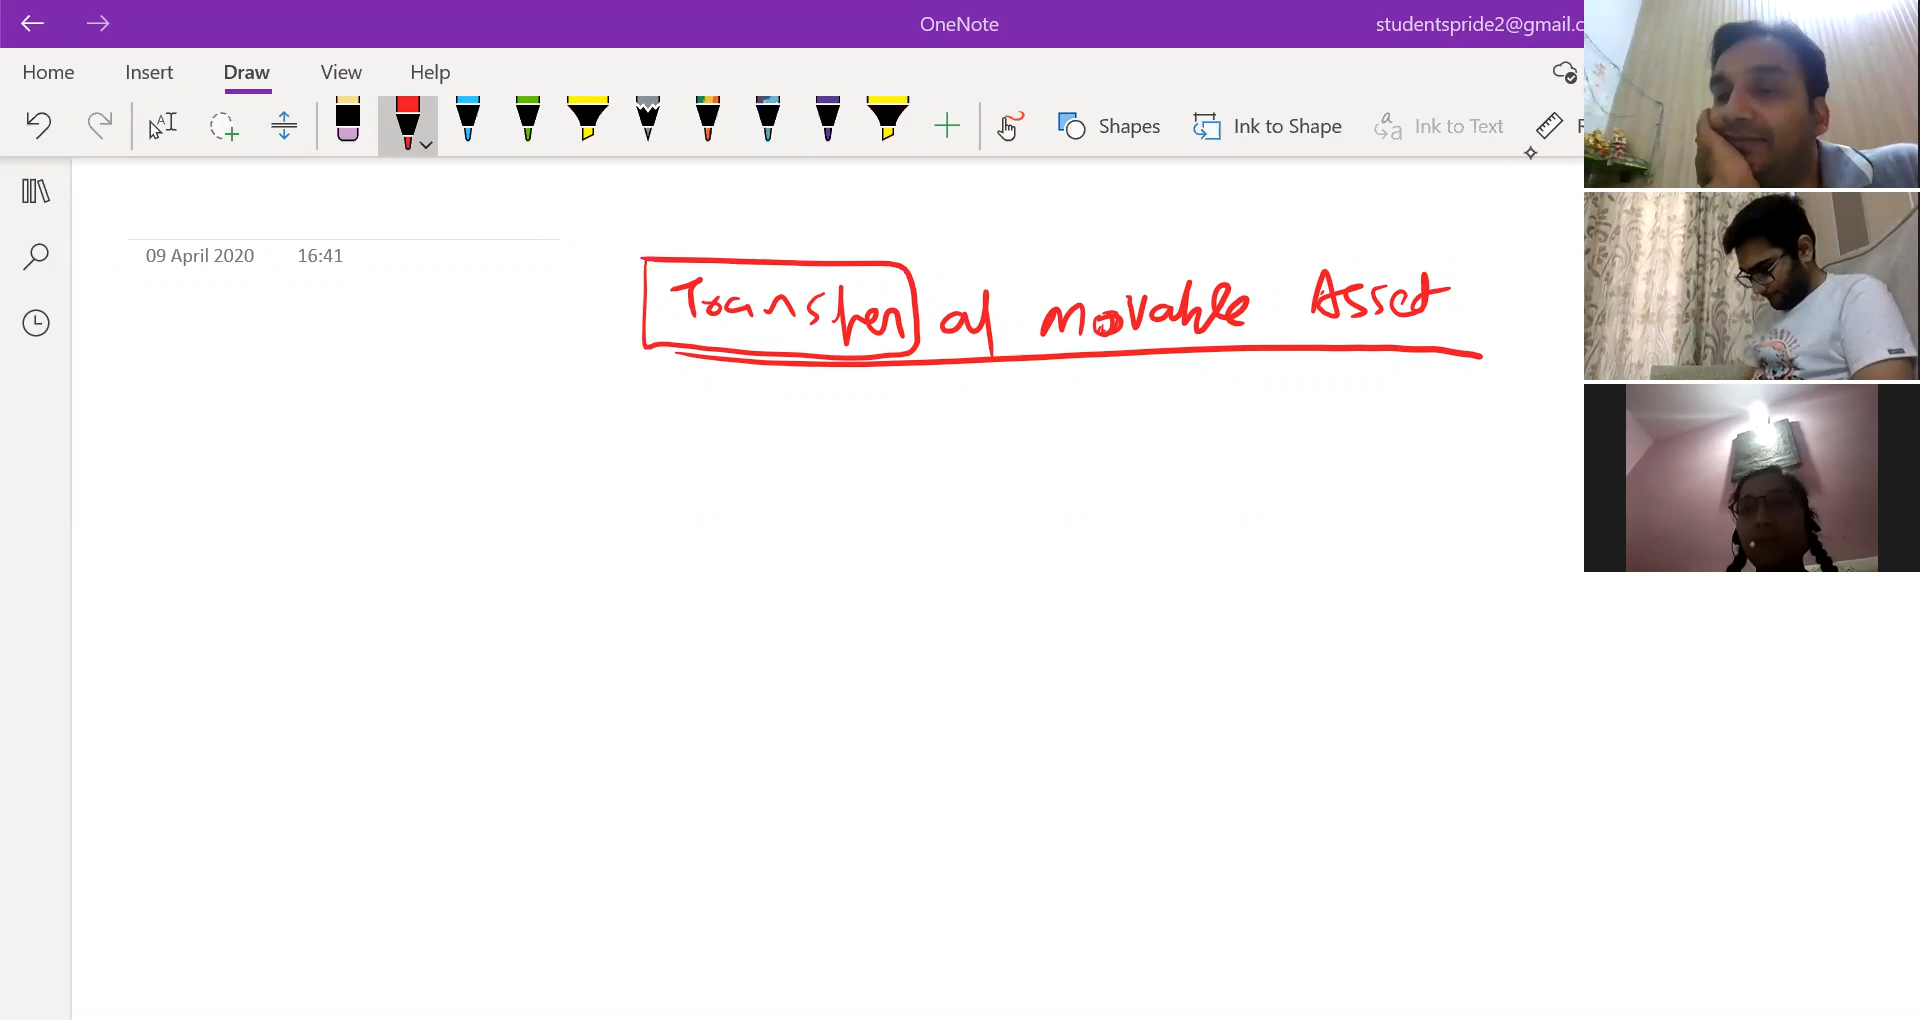 OneNote
studentspride2@gmail.c
Home Insert Draw View Help
Shapes Ink to Shape Ink to Text R
09 April 2020 16:41
Transfer of movable Asset